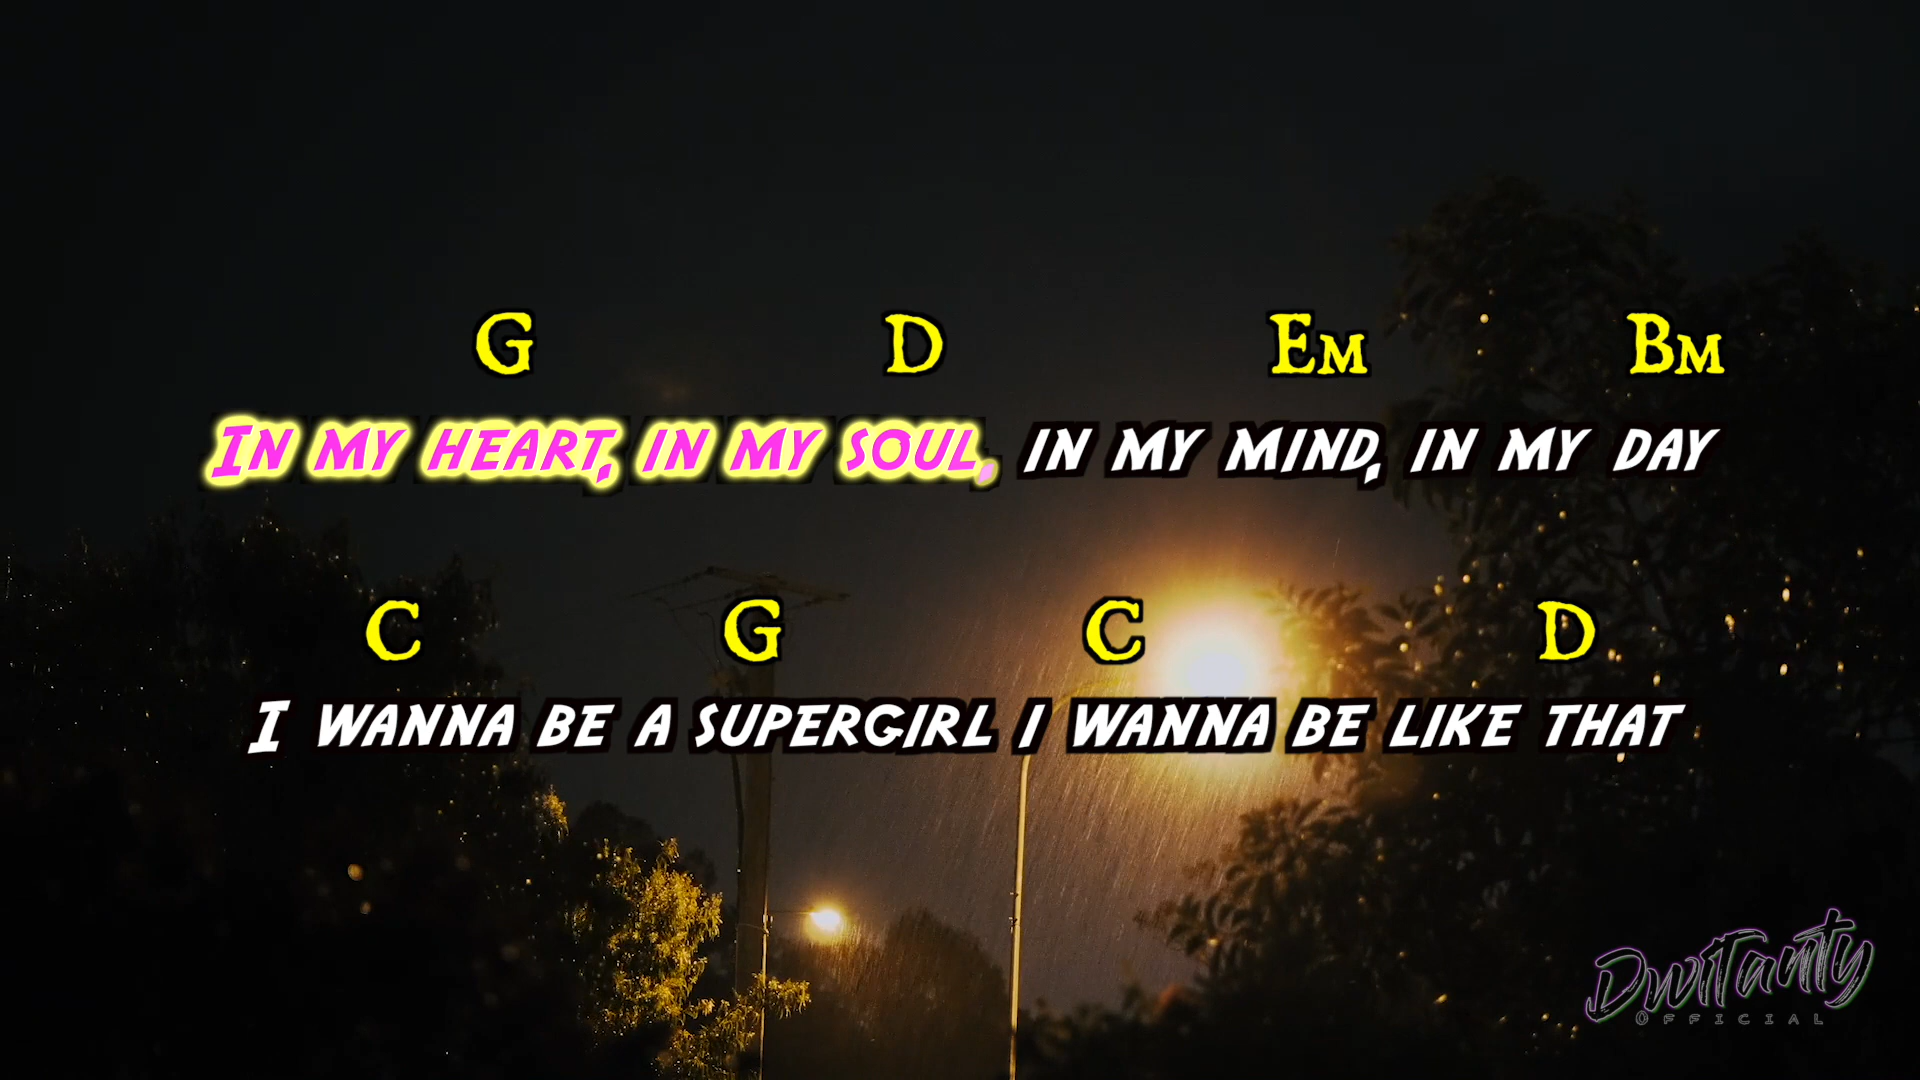 G D Em Bm
In my heart, in my soul, in my mind, in my day
C G C D
I wanna be a supergirl i wanna be like that
DwiTanty
Official